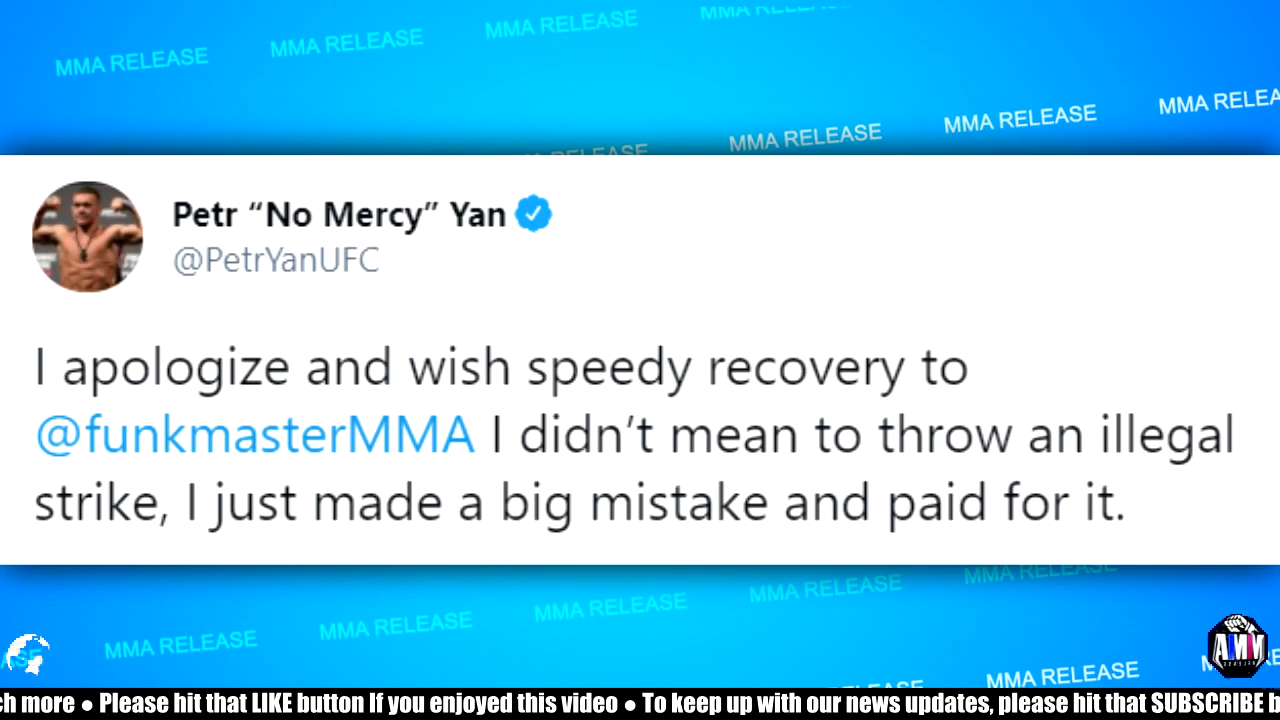 MMA RELEASE
MMA RELEASE
MMA RELEASE
MMA RELEASE
MMA RELEASE
MMA RELEASE
MMA RELEA
Petr “No Mercy” Yan
@PetrYanUFC
I apologize and wish speedy recovery to
@funkmasterMMA I didn’t mean to throw an illegal
strike, I just made a big mistake and paid for it.
MMA RELEASE
MMA RELEASE
MMA RELEASE
MMA RELEASE
MMA RELEASE
MMA RELEASE
ch more ● Please hit that LIKE button If you enjoyed this video ● To keep up with our news updates, please hit that SUBSCRIBE b